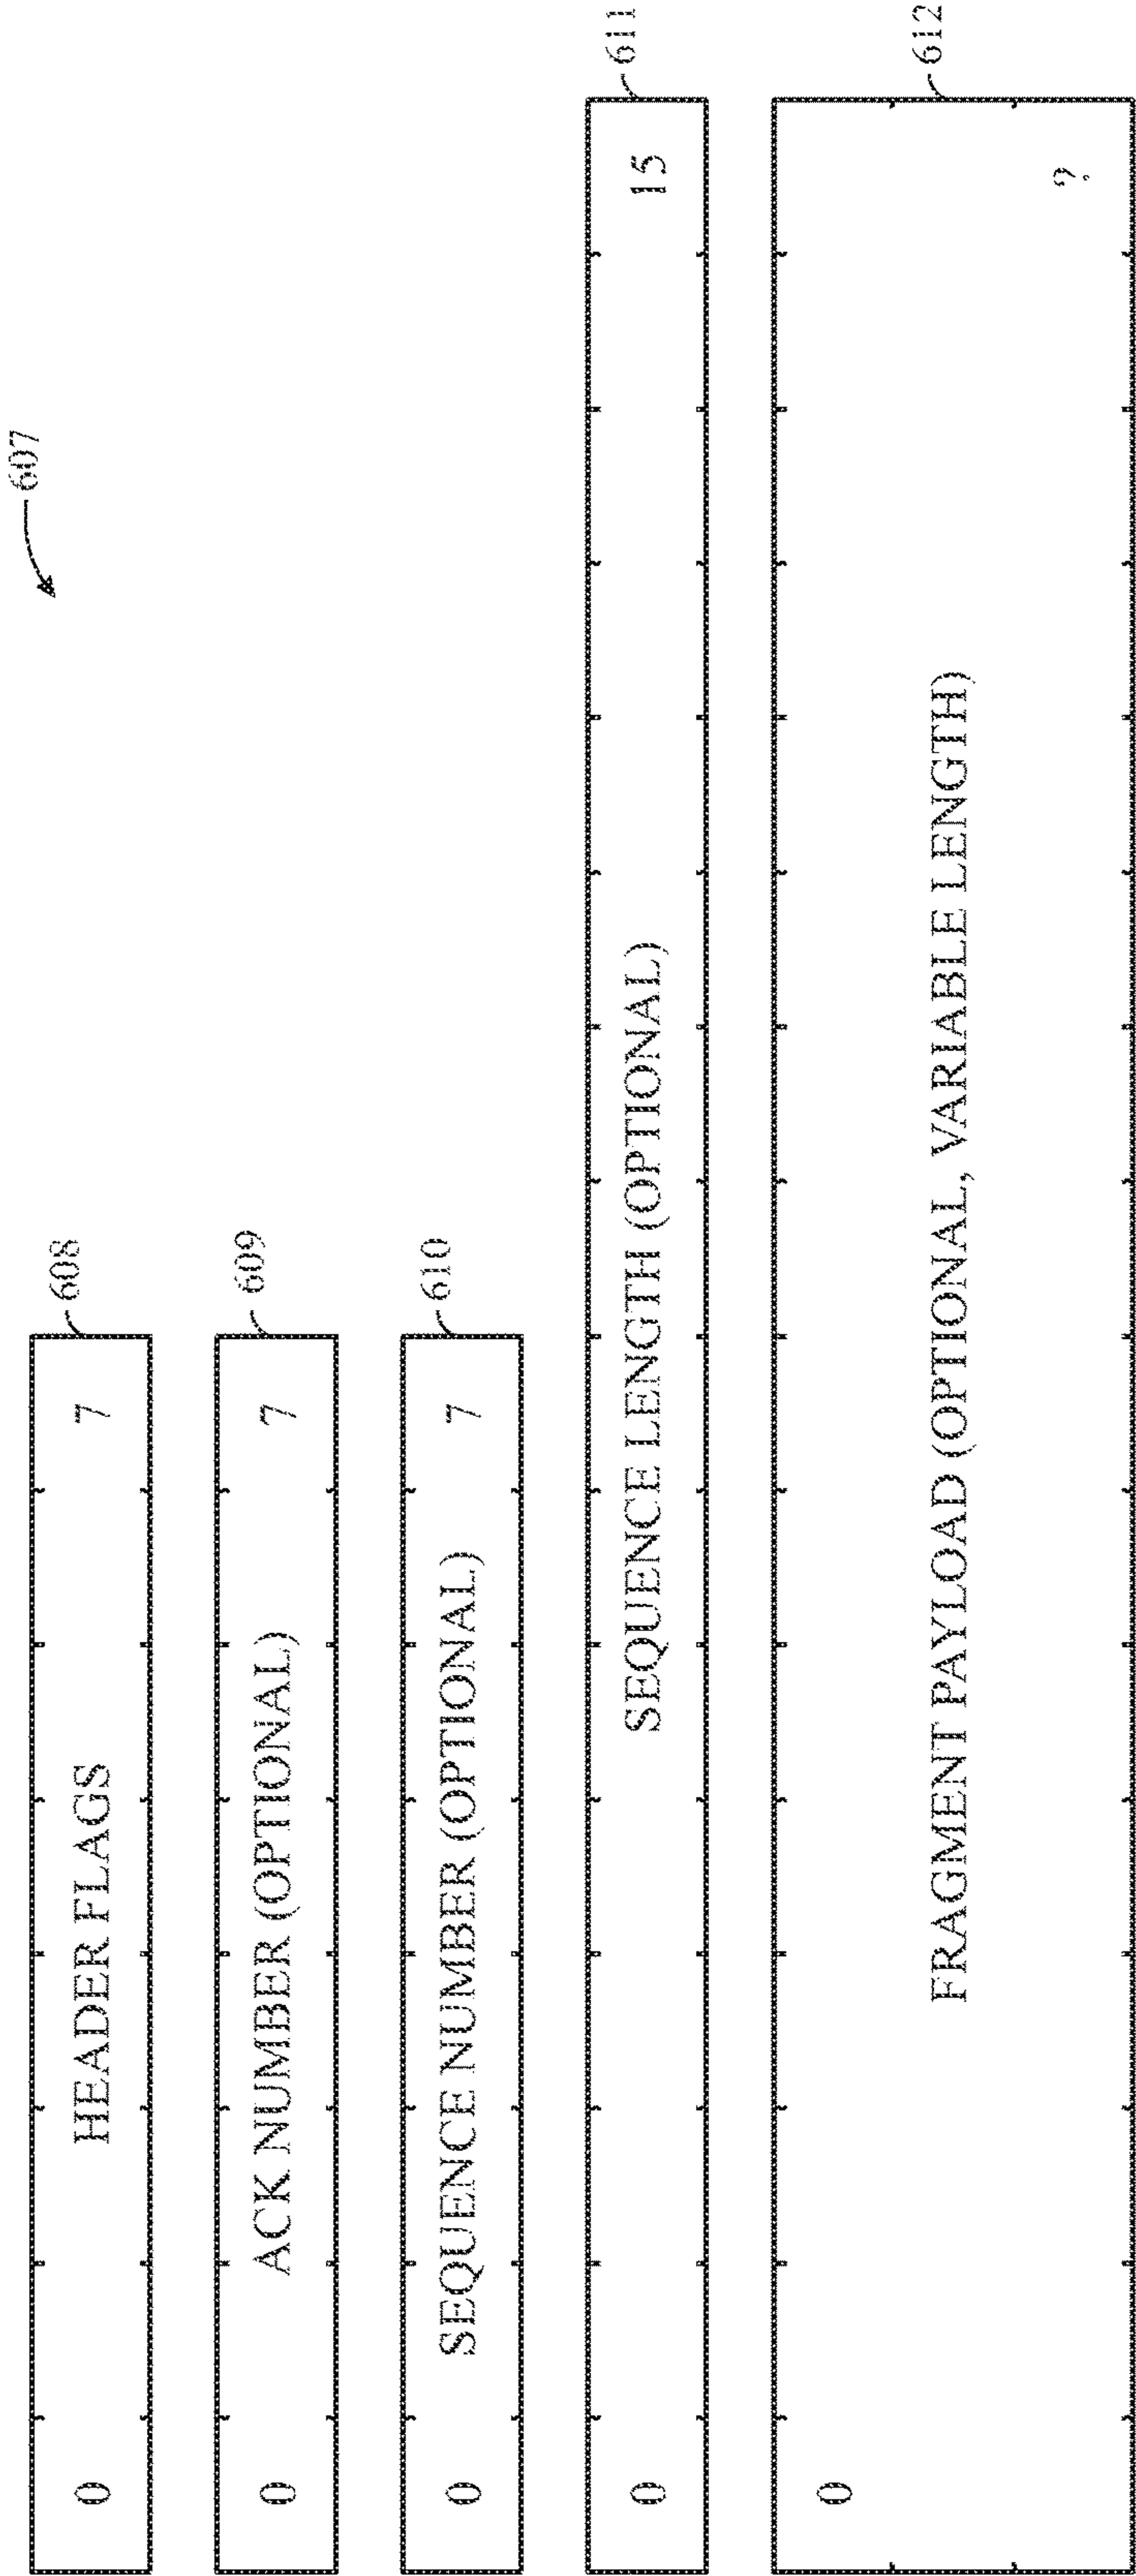 607
608
0 HEADER FLAGS 7
609
0 ACK NUMBER (OPTIONAL) 7
610
0 SEQUENCE NUMBER (OPTIONAL) 7
611
0 SEQUENCE LENGTH (OPTIONAL) 15
612
0
FRAGMENT PAYLOAD (OPTIONAL, VARIABLE LENGTH)
?